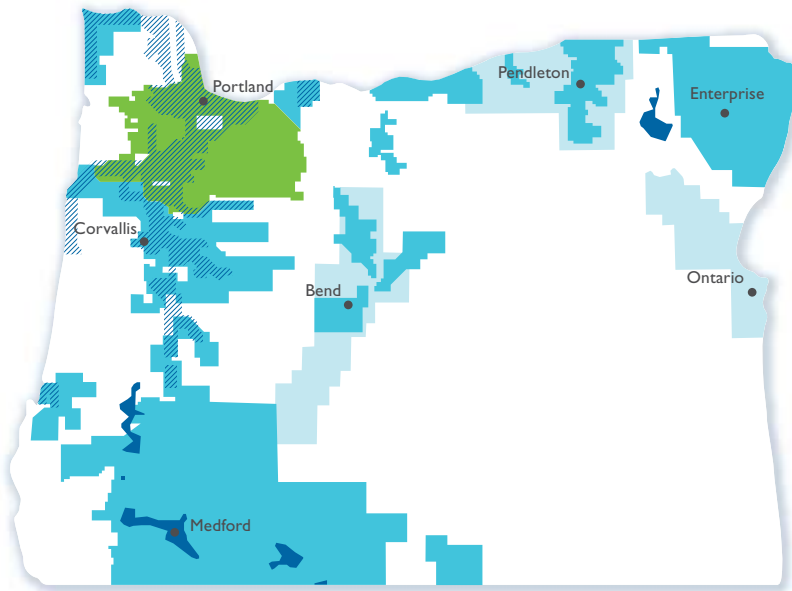 Portland
Pendleton
Enterprise
Corvallis
Bend
Ontario
Medford